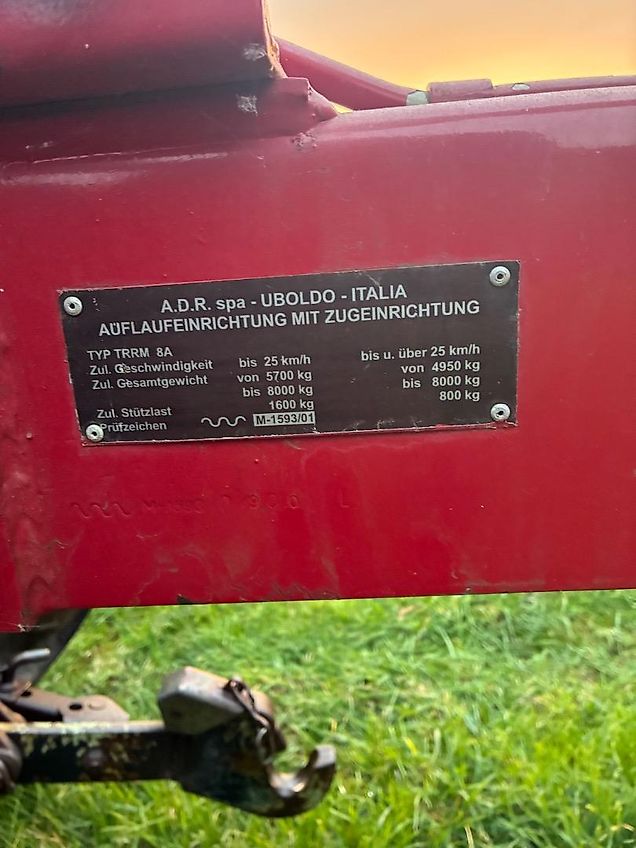 A.D.R. spa - UBOLDO - ITALIA
AUFLAUFEINRICHTUNG MIT ZUGEINRICHTUNG
TYP TRRM 8A
Zul. Geschwindigkeit bis 25 km/h bis u. über 25 km/h
Zul. Gesamtgewicht von 5700 kg von 4950 kg
bis 8000 kg bis 8000 kg
Zul. Stützlast 1600 kg 800 kg
Prüfzeichen M-1593/01